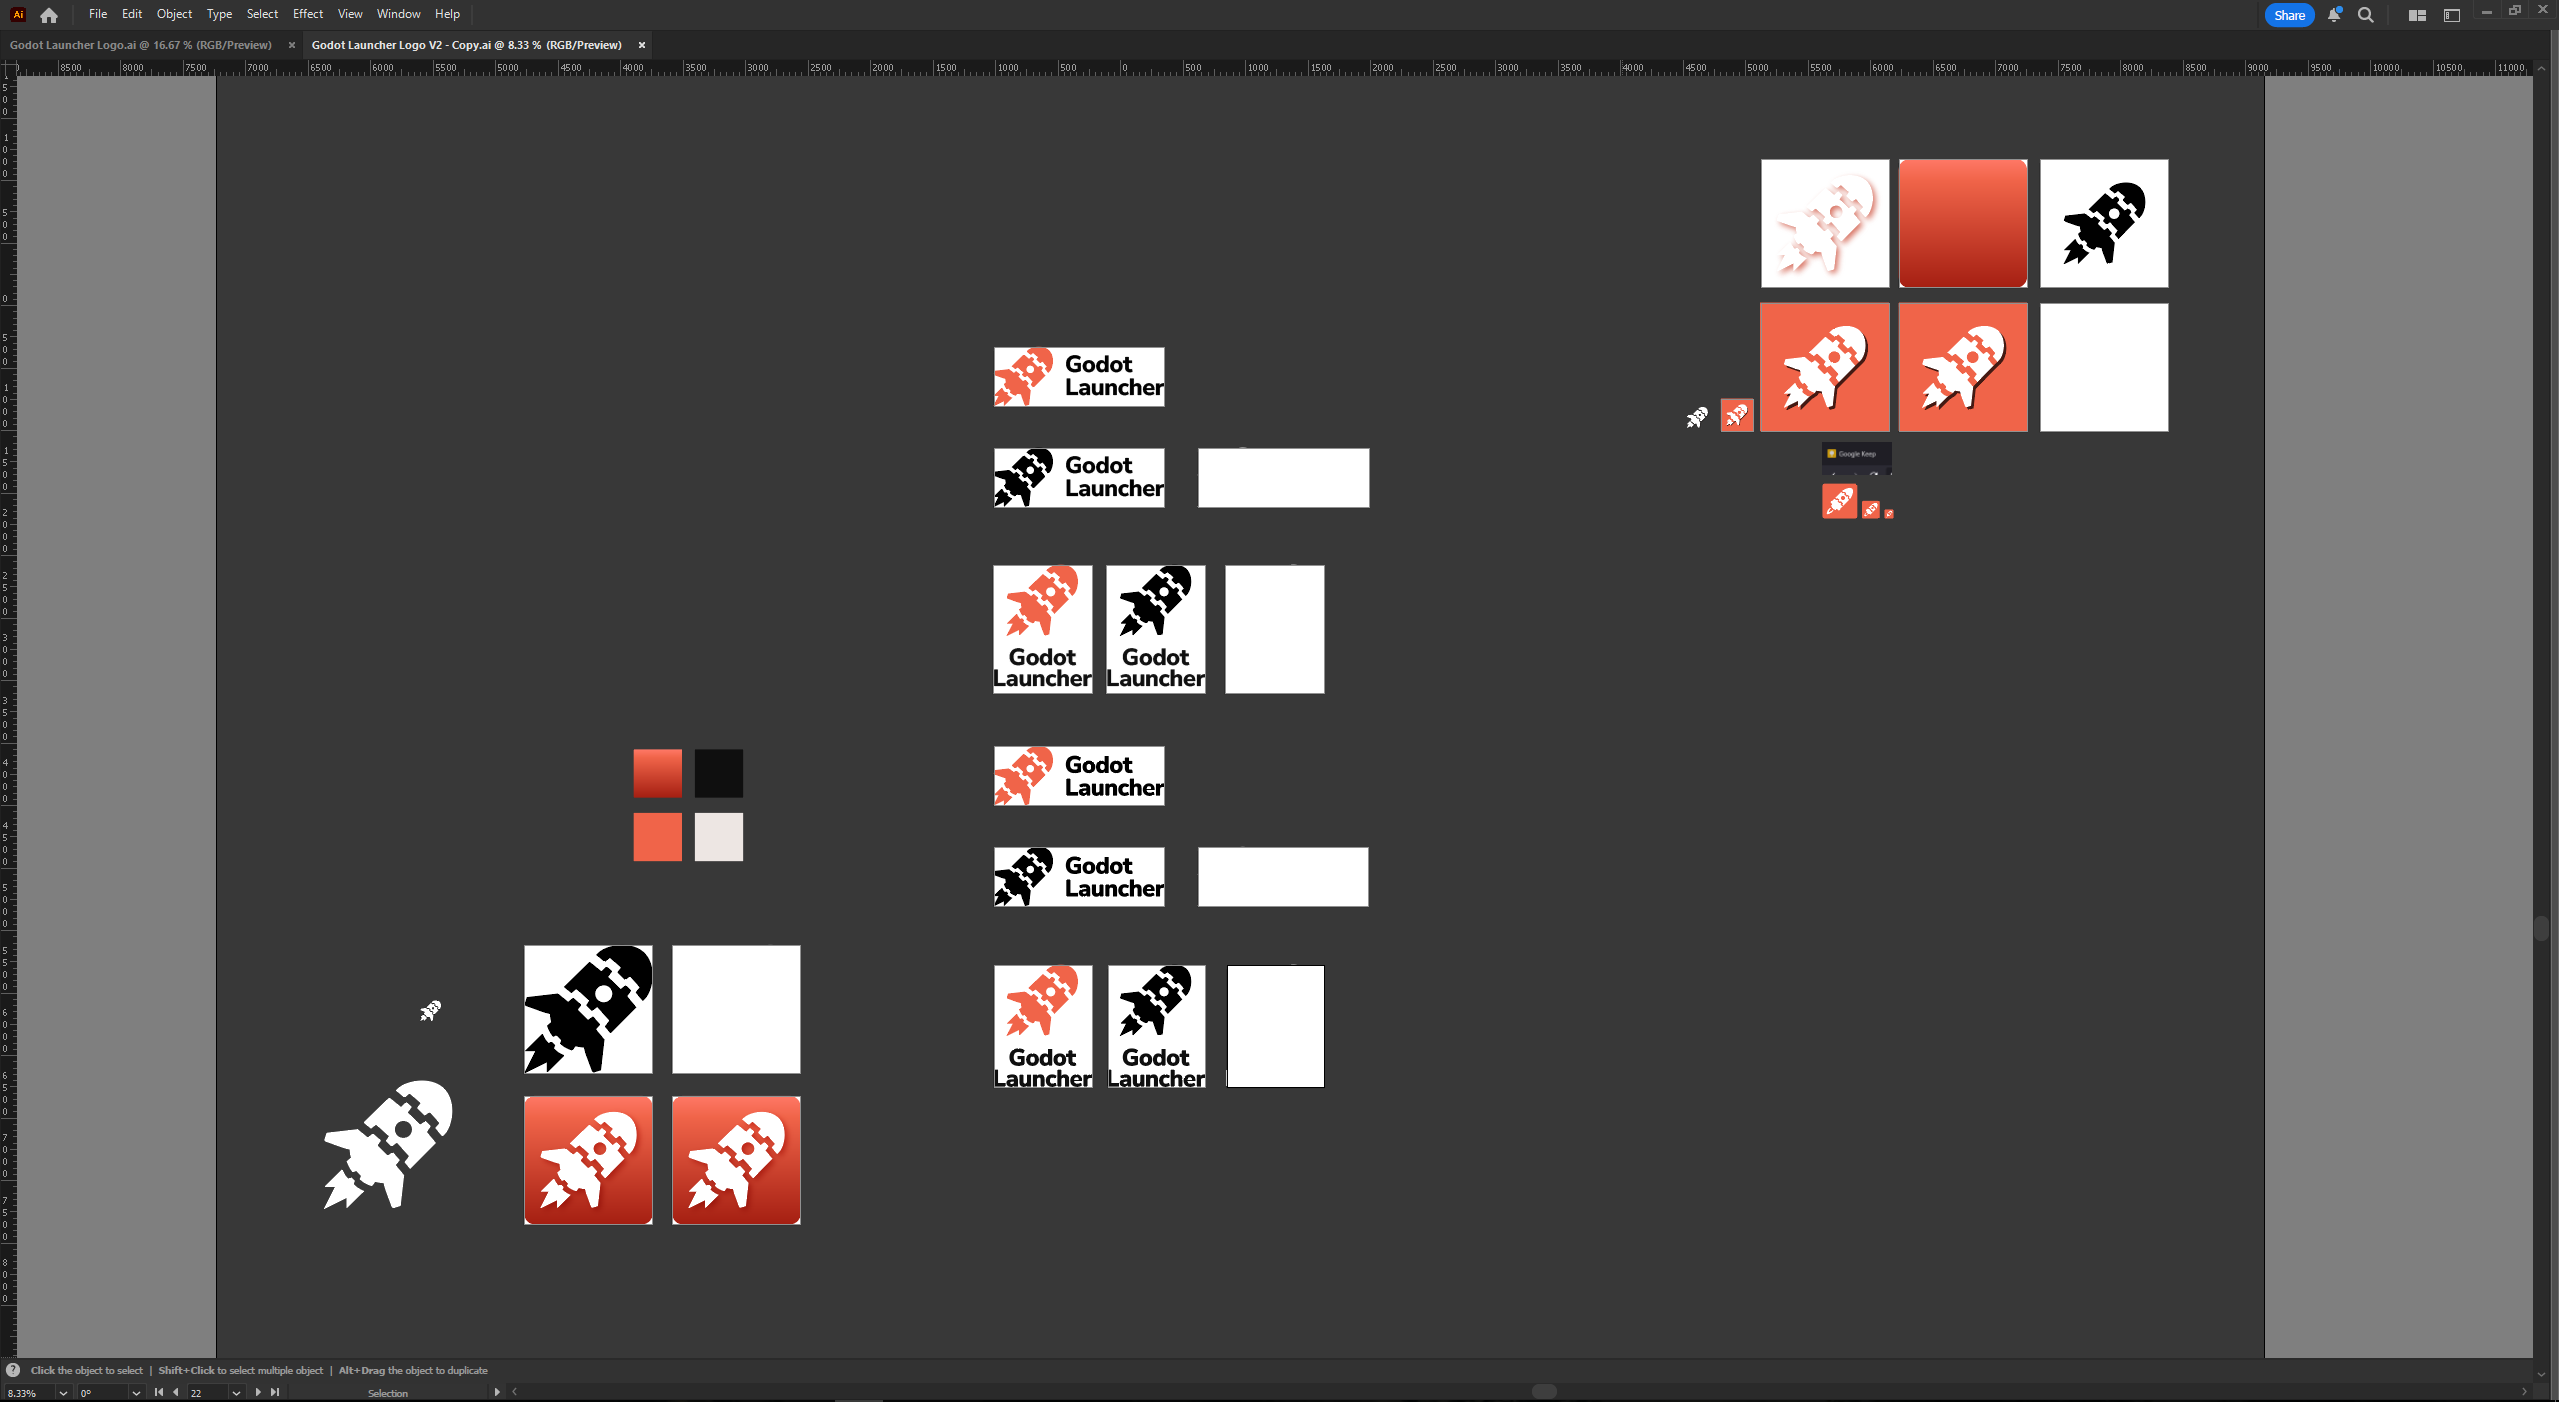 Ai File Edit Object Type Select Effect View Window Help Share
Godot Launcher Logo.ai @ 16.67 % (RGB/Preview) × Godot Launcher Logo V2 - Copy.ai @ 8.33 % (RGB/Preview) ×
8500 8000 7500 7000 6500 6000 5500 5000 4500 4000 3500 3000 2500 2000 1500 1000 500 0 500 1000 1500 2000 2500 3000 3500 4000 4500 5000 5500 6000 6500 7000 7500 8000 8500 9000 9500 10000 10500 11000
Godot
Launcher
Godot
Launcher
Google Keep
Godot
Launcher
Godot
Launcher
Godot
Launcher
Godot
Launcher
Godot
Launcher
Godot
Launcher
Click the object to select | Shift+Click to select multiple object | Alt+Drag the object to duplicate
8.33% 0° 22 Selection